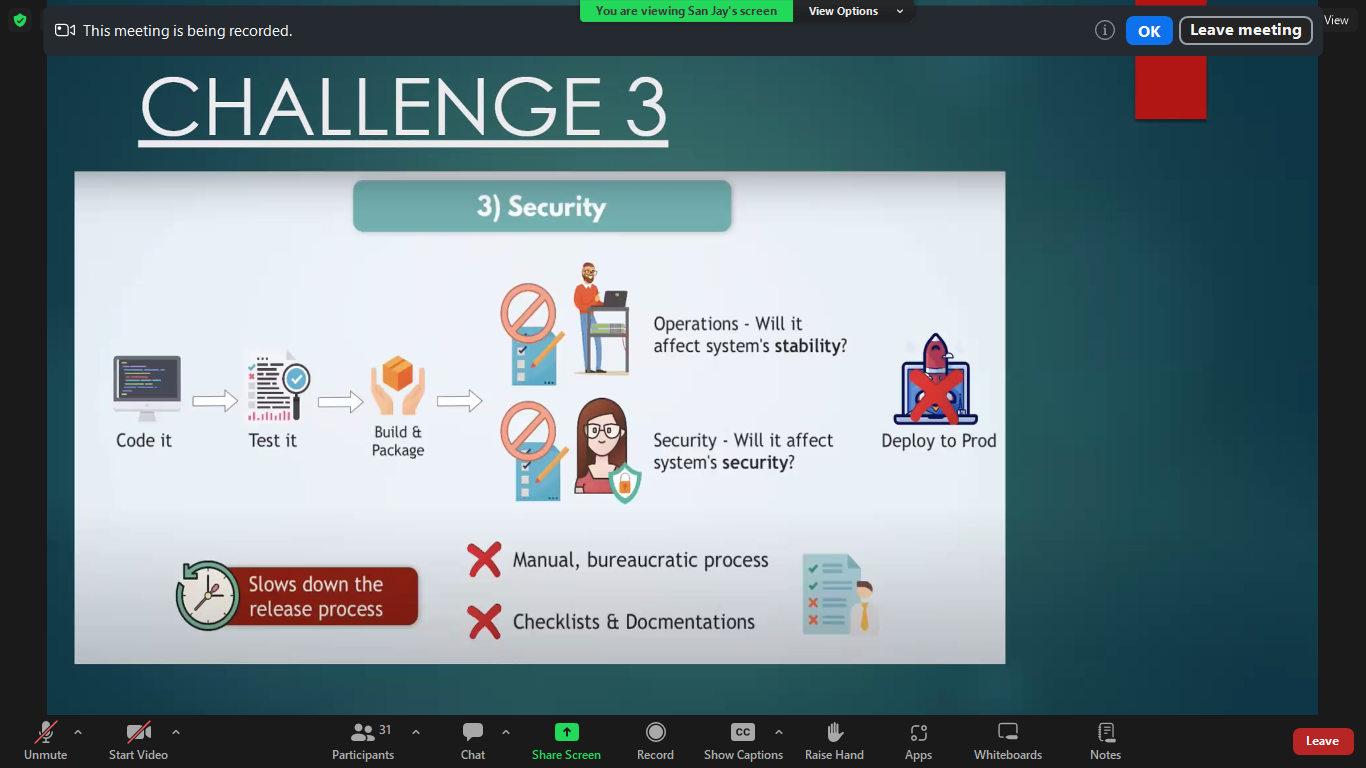 You are viewing San Jay's screen
View Options
View
This meeting is being recorded.
OK
Leave meeting
CHALLENGE 3
3) Security
Operations - Will it
affect system's stability?
Code it
Test it
Build &
Package
Security - Will it affect
system's security?
Deploy to Prod
Slows down the
release process
Manual, bureaucratic process
Checklists & Docmentations
Unmute
Start Video
Participants
31
Chat
Share Screen
Record
CC
Show Captions
Raise Hand
Apps
Whiteboards
Notes
Leave